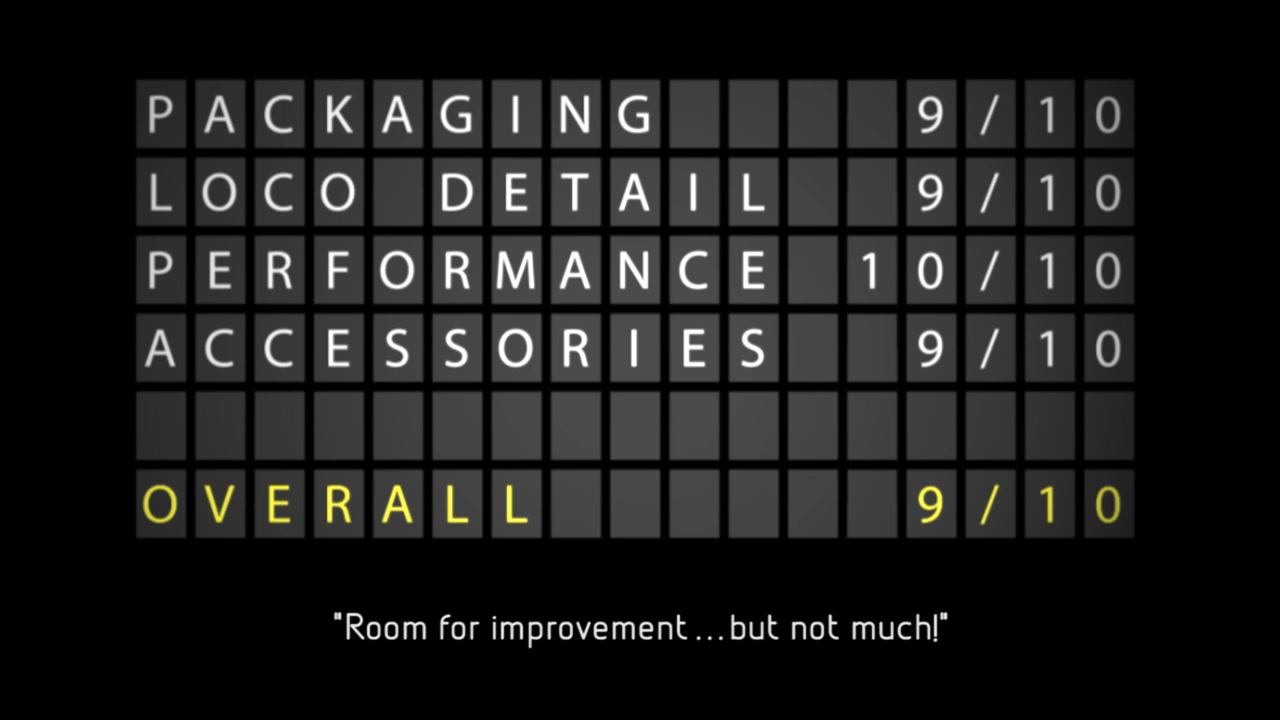 PACKAGING 9/10
LOCO DETAIL 9/10
PERFORMANCE 10/10
ACCESSORIES 9/10
OVERALL 9/10
"Room for improvement...but not much!"